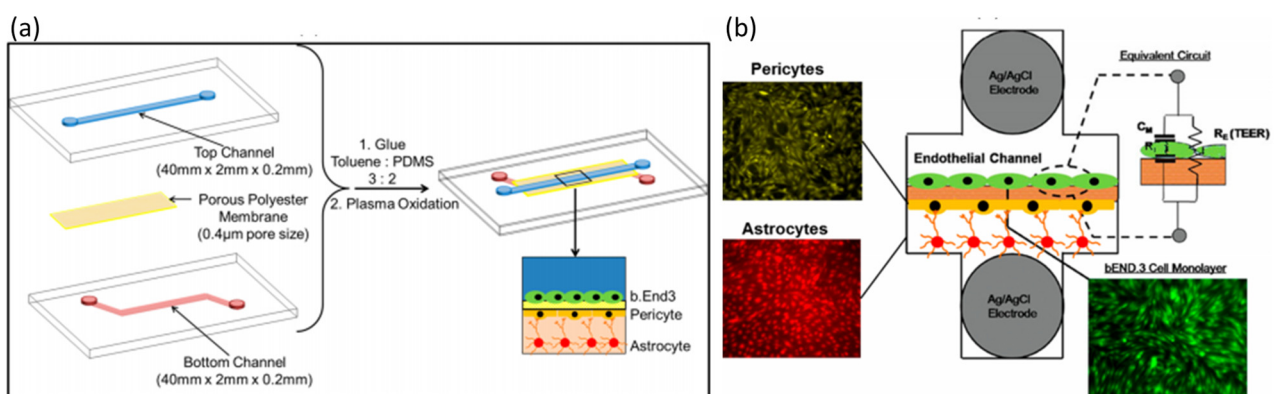 (a)
Top Channel
(40mm x 2mm x 0.2mm)
Porous Polyester
Membrane
(0.4µm pore size)
Bottom Channel
(40mm x 2mm x 0.2mm)
1. Glue
Toluene : PDMS
3 : 2
2. Plasma Oxidation
b.End3
Pericyte
Astrocyte
(b)
Pericytes
Astrocytes
Ag/AgCl
Electrode
Endothelial Channel
Ag/AgCl
Electrode
Equivalent Circuit
CM
RE (TEER)
bEND.3 Cell Monolayer